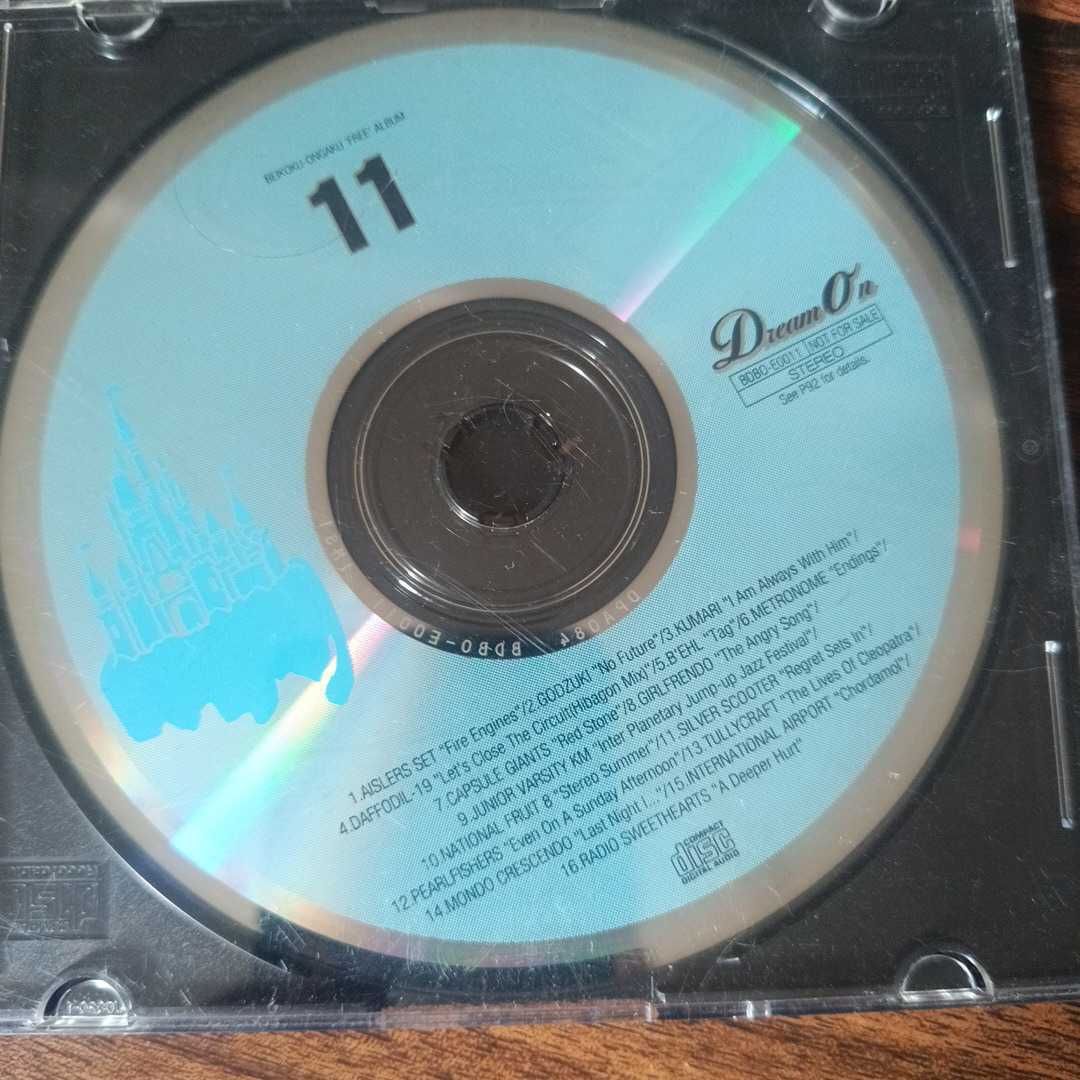 BEIKOKU-ONGAKU 'FREE' ALBUM
11
Dream On
BDBO-E0011 NOT FOR SALE
STEREO
See P92 for details.
1.AISLERS SET "Fire Engines"/2.GODZUKI "No Future"/3.KUMARI "I Am Always With Him"/
4.DAFFODIL-19 "Let's Close The Circuit(Hibagon Mix)"/5.B'EHL "Tag"/6.METRONOME "Endings"/
7.CAPSULE GIANTS "Red Stone"/8.GIRLFRENDO "The Angry Song"/
9.JUNIOR VARSITY KM "Inter Planetary Jump-up Jazz Festival"/
10.NATIONAL FRUIT 8 "Stereo Summer"/11.SILVER SCOOTER "Regret Sets In"/
12.PEARLFISHERS "Even On A Sunday Afternoon"/13.TULLYCRAFT "The Lives Of Cleopatra"/
14.MONDO CRESCENDO "Last Night I..."/15.INTERNATIONAL AIRPORT "Chordamol"/
16.RADIO SWEETHEARTS "A Deeper Hurt"
COMPACT
disc
DIGITAL AUDIO